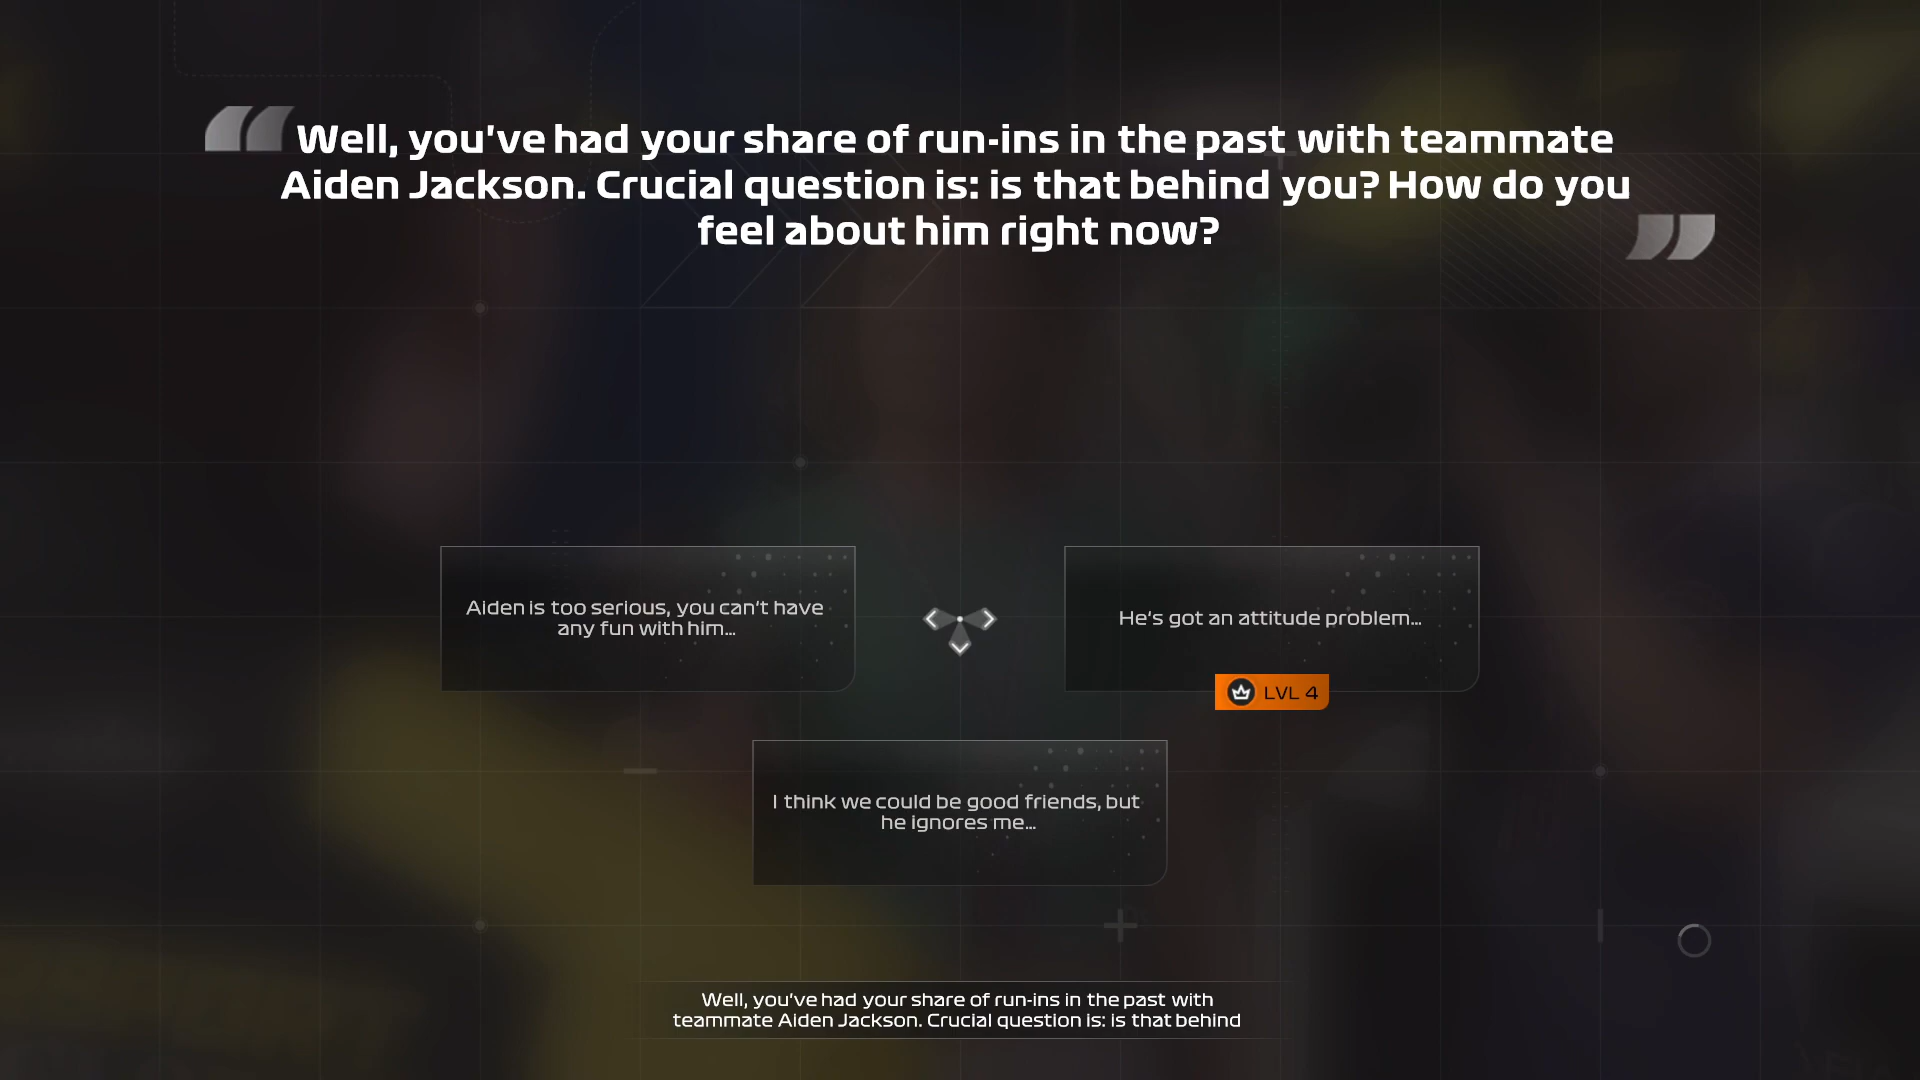 Well, you've had your share of run-ins in the past with teammate
Aiden Jackson. Crucial question is: is that behind you? How do you
feel about him right now?
Aiden is too serious, you can't have
any fun with him...
He's got an attitude problem...
LVL 4
I think we could be good friends, but
he ignores me...
Well, you've had your share of run-ins in the past with
teammate Aiden Jackson. Crucial question is: is that behind